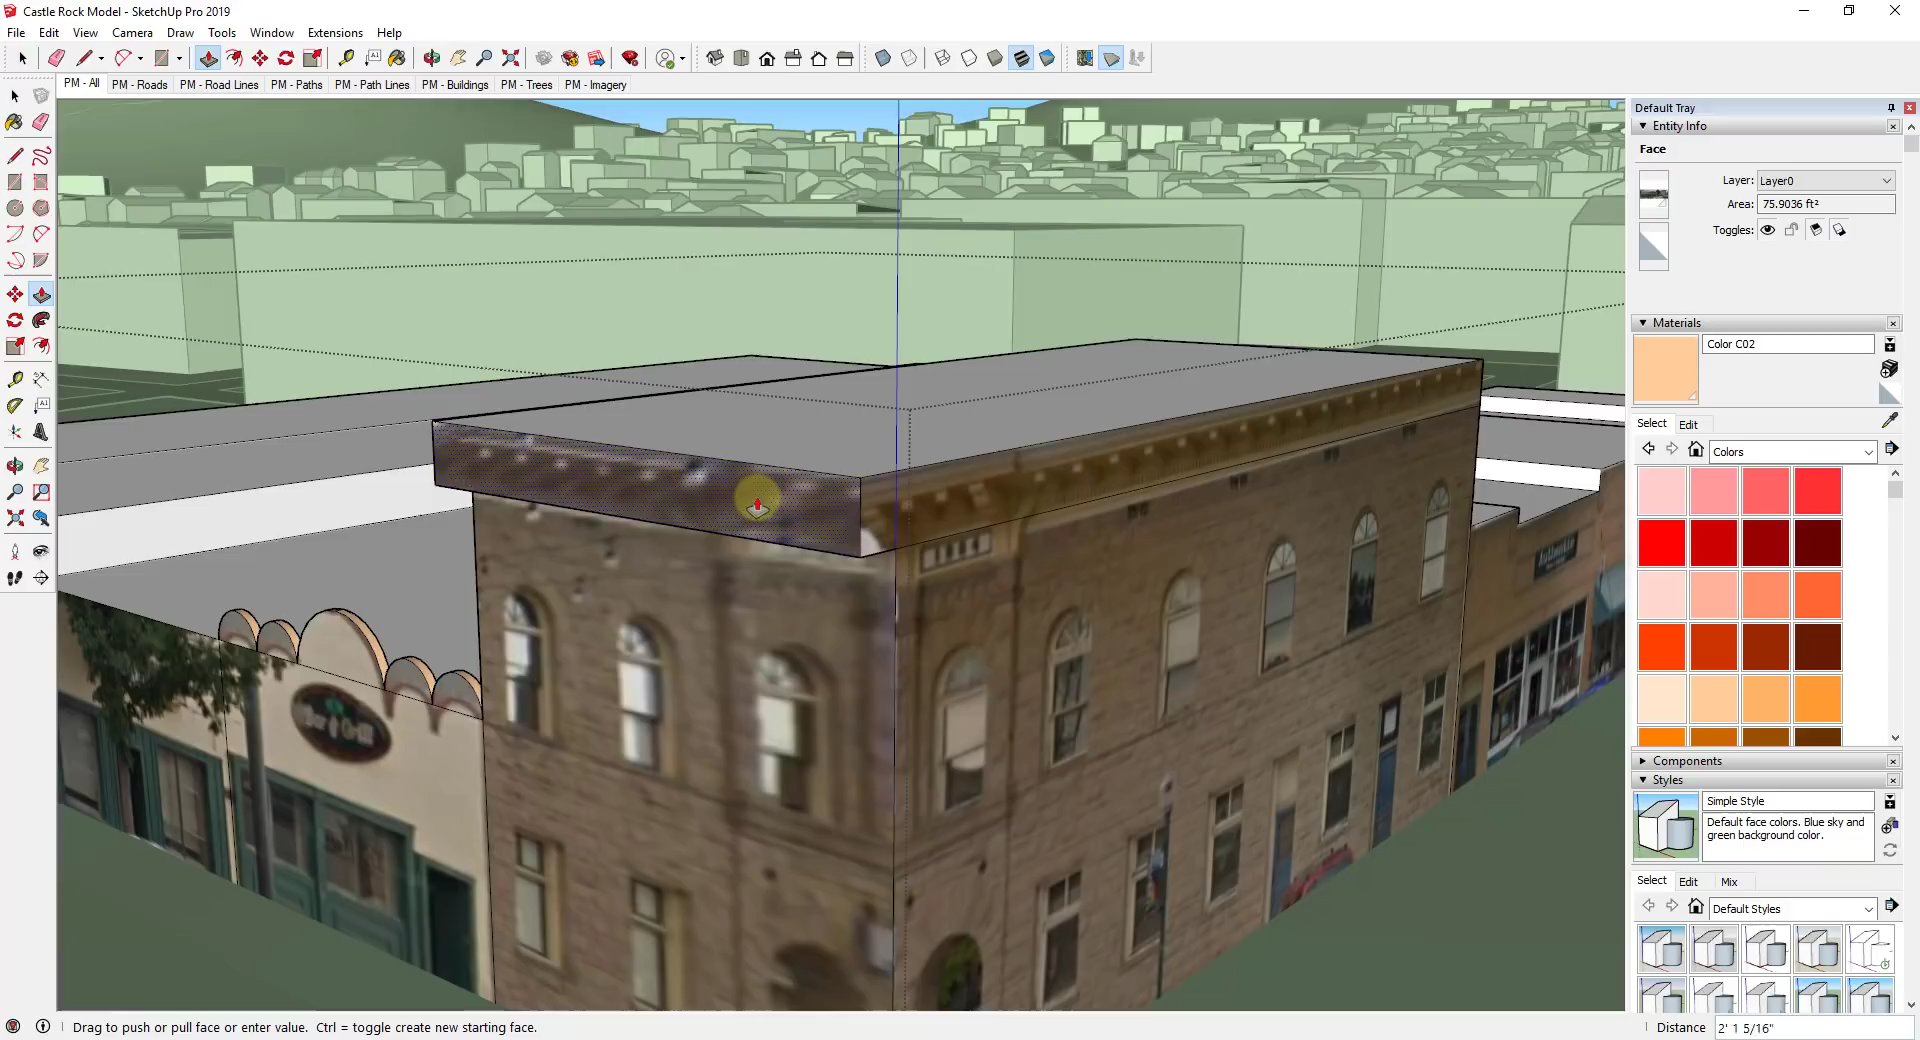 Castle Rock Model - SketchUp Pro 2019
File Edit View Camera Draw Tools Window Extensions Help
PM - All PM - Roads PM - Road Lines PM - Paths PM - Path Lines PM - Buildings PM - Trees PM - Imagery
Default Tray
Entity Info
Face
Layer: Layer0
Area: 75.9036 ft²
Toggles:
Materials
Color C02
Select Edit
Colors
Components
Styles
Simple Style
Default face colors. Blue sky and
green background color.
Select Edit Mix
Default Styles
Drag to push or pull face or enter value. Ctrl = toggle create new starting face.
Distance 2' 1 5/16"